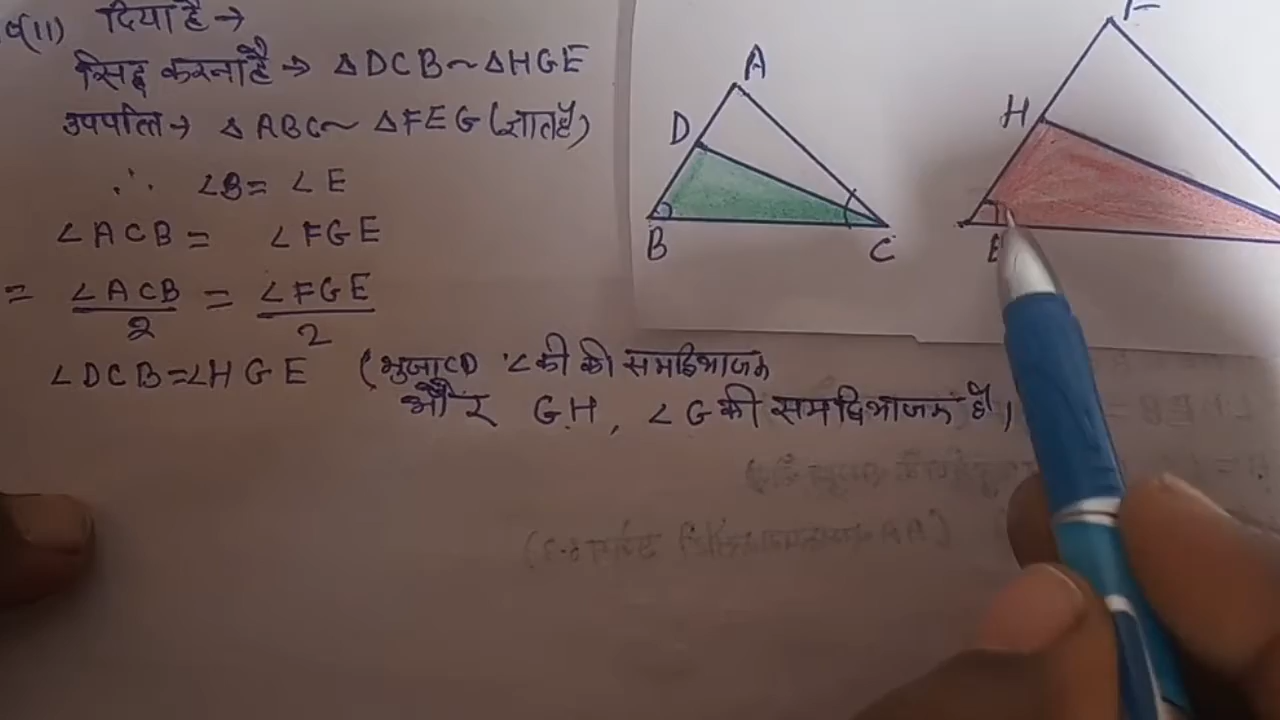 (ii) दिया है →
सिद्ध करना है → ΔDCB ~ ΔHGE
उपपत्ति → ΔABC ~ ΔFEG (ज्ञात है)
∴ ∠B = ∠E
∠ACB = ∠FGE
= ∠ACB/2 = ∠FGE/2
∠DCB = ∠HGE (भुजा CD ∠की की समद्विभाजक
और GH, ∠G की समद्विभाजक है,
A
D
B
C
H